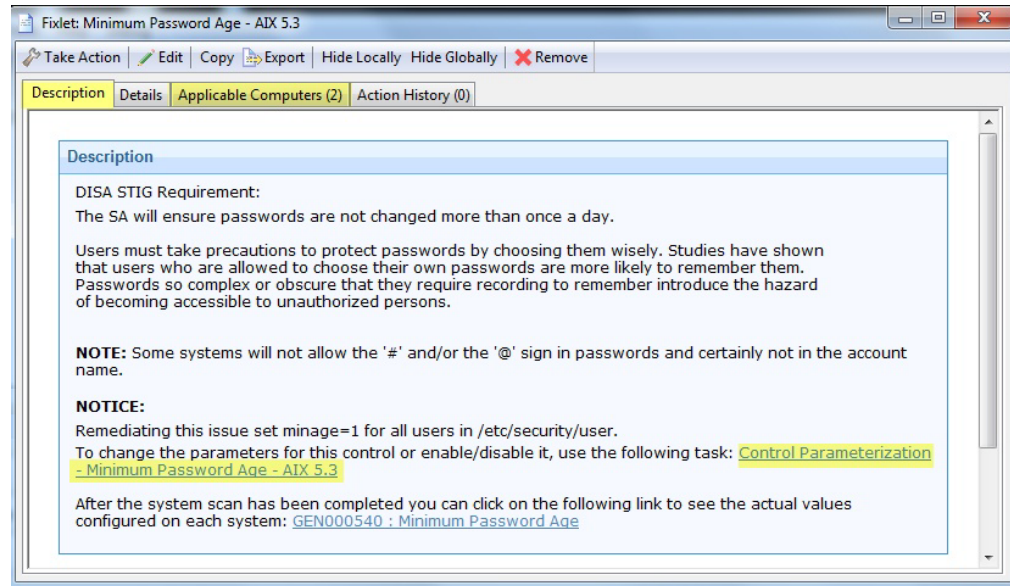 Fixlet: Minimum Password Age - AIX 5.3
Take Action Edit Copy Export Hide Locally Hide Globally Remove
Description Details Applicable Computers (2) Action History (0)
Description
DISA STIG Requirement:
The SA will ensure passwords are not changed more than once a day.
Users must take precautions to protect passwords by choosing them wisely. Studies have shown
that users who are allowed to choose their own passwords are more likely to remember them.
Passwords so complex or obscure that they require recording to remember introduce the hazard
of becoming accessible to unauthorized persons.
NOTE: Some systems will not allow the '#' and/or the '@' sign in passwords and certainly not in the account
name.
NOTICE:
Remediating this issue set minage=1 for all users in /etc/security/user.
To change the parameters for this control or enable/disable it, use the following task: Control Parameterization
- Minimum Password Age - AIX 5.3
After the system scan has been completed you can click on the following link to see the actual values
configured on each system: GEN000540 : Minimum Password Age